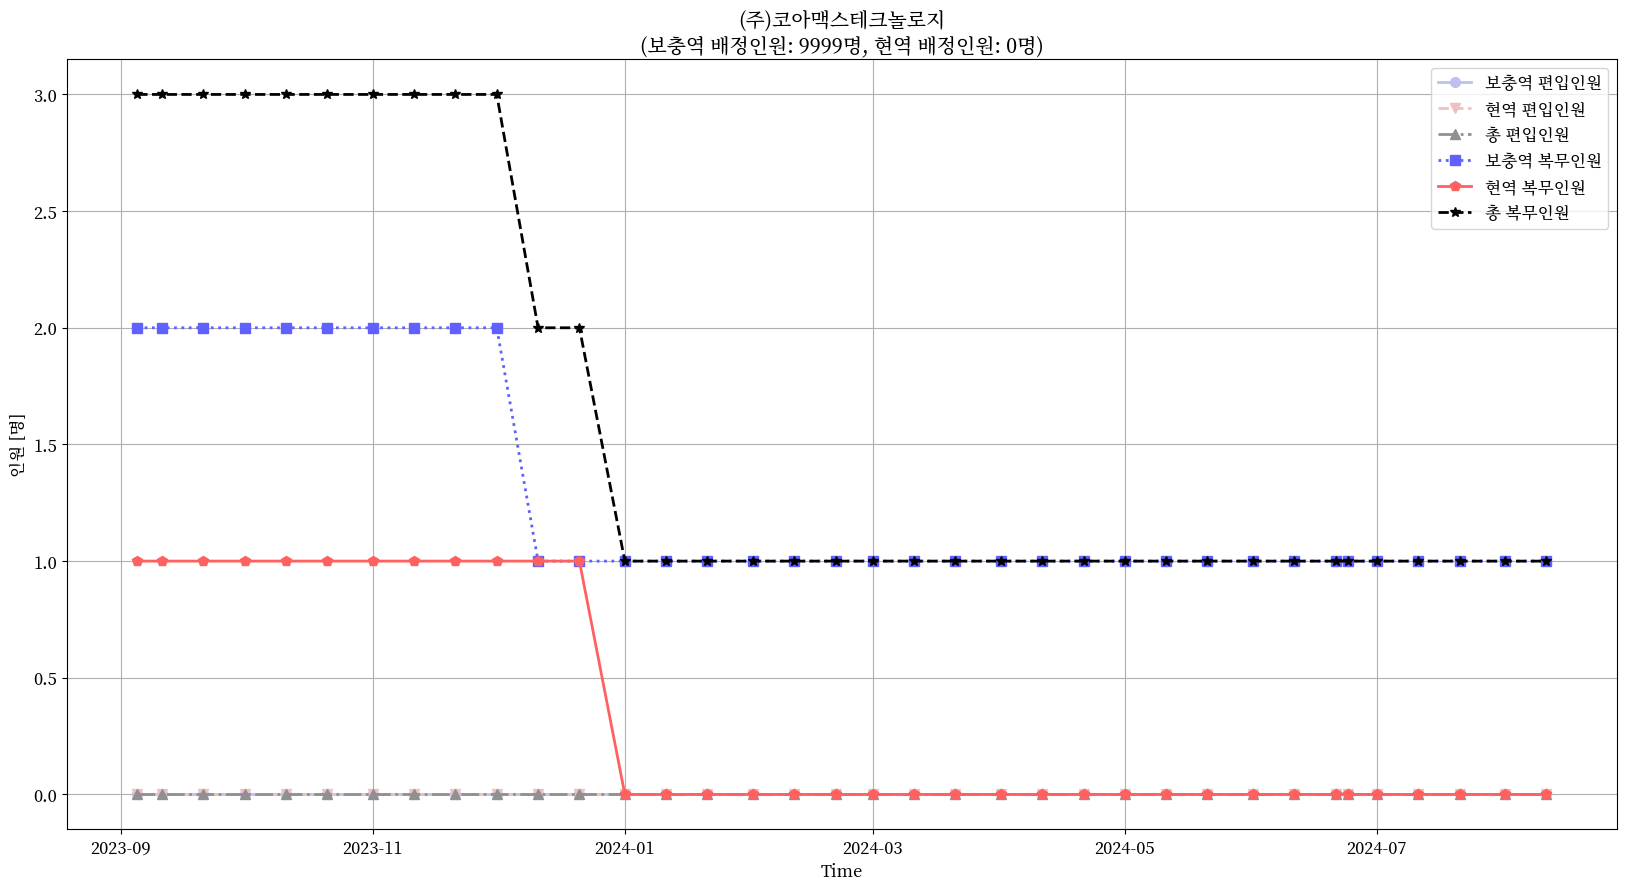 (주)코아맥스테크놀로지
(보충역 배정인원: 9999명, 현역 배정인원: 0명)
보충역 편입인원
현역 편입인원
총 편입인원
보충역 복무인원
현역 복무인원
총 복무인원
인원 [명]
3.0
2.5
2.0
1.5
1.0
0.5
0.0
2023-09 2023-11 2024-01 2024-03 2024-05 2024-07
Time